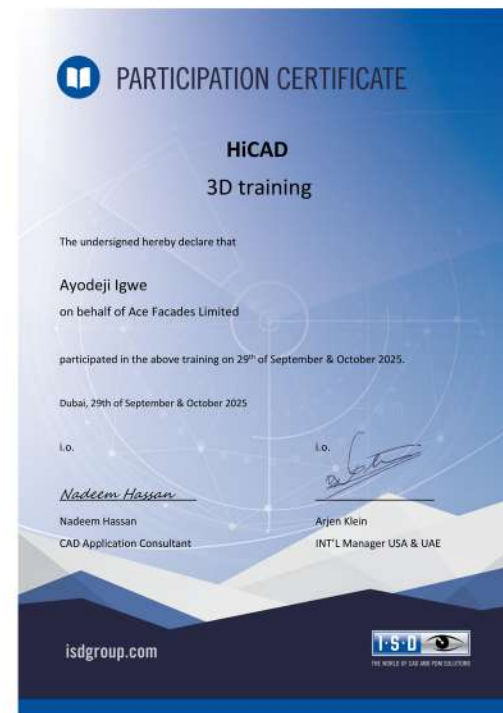 PARTICIPATION CERTIFICATE
HiCAD
3D training
The undersigned hereby declare that
Ayodeji Igwe
on behalf of Ace Facades Limited
participated in the above training on 29th of September & October 2025.
Dubai, 29th of September & October 2025
i.o. i.o.
Nadeem Hassan
Nadeem Hassan Arjen Klein
CAD Application Consultant INT'L Manager USA & UAE
isdgroup.com
I·S·D
THE WORLD OF CAD AND PDM SOLUTIONS